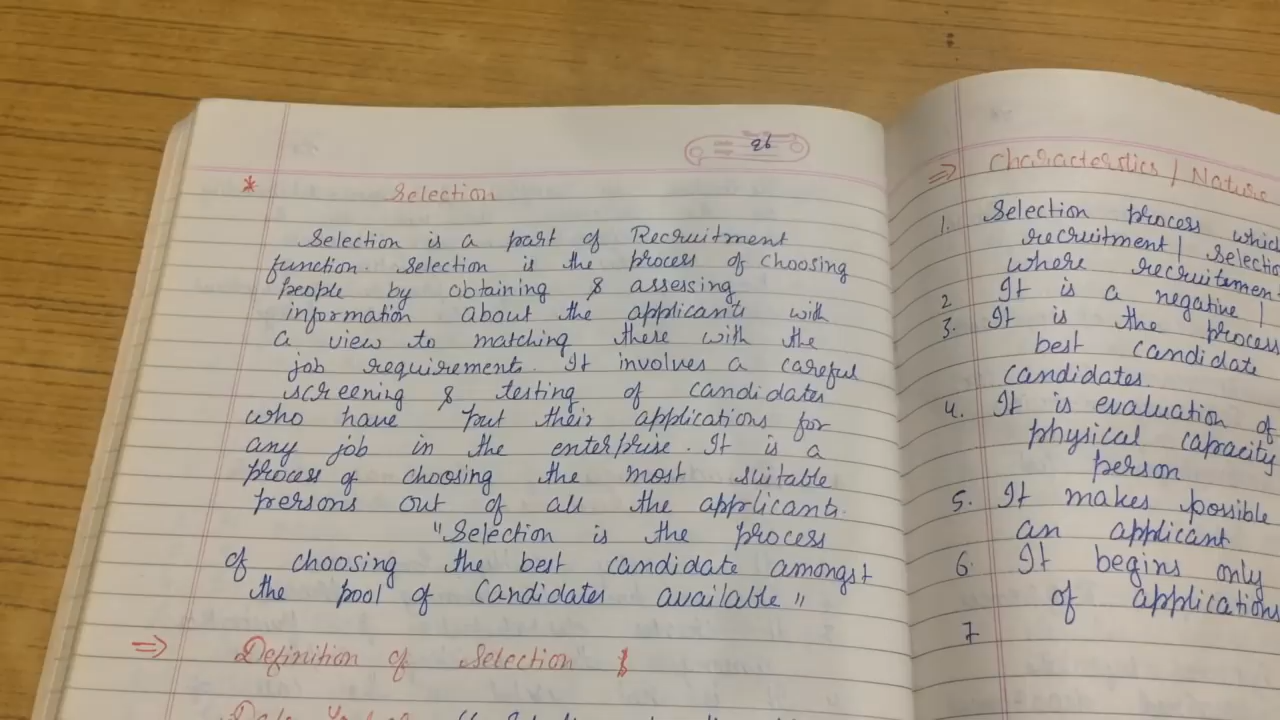 26
* Selection
Selection is a part of Recruitment
function. Selection is the process of choosing
people by obtaining & assessing
information about the applicants with
a view to matching these with the
job requirements. It involves a careful
screening & testing of candidates
who have put their applications for
any job in the enterprise. It is a
process of choosing the most suitable
persons out of all the applicants.
"Selection is the process
of choosing the best candidate amongst
the pool of Candidates available"
⇒ Definition of Selection
⇒ Characterstics / Nature
1. Selection process which
recruitment / Selectio
where recruitement
2 It is a negative /
3. It is the process
best candidate
candidates.
4. It is evaluation of
physical capacity
person
5. It makes possible
an applicant
6. It begins only
of applications
7